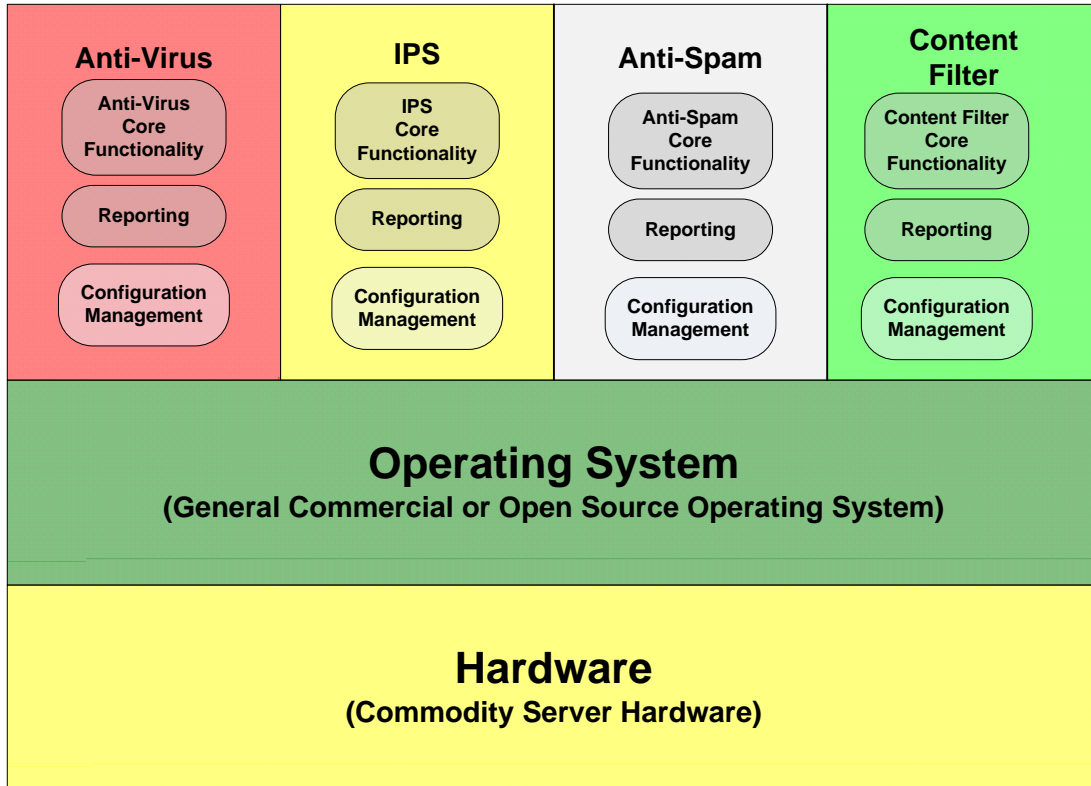 Anti-Virus
Anti-Virus
Core
Functionality
Reporting
Configuration
Management
IPS
IPS
Core
Functionality
Reporting
Configuration
Management
Anti-Spam
Anti-Spam
Core
Functionality
Reporting
Configuration
Management
Content
Filter
Content Filter
Core
Functionality
Reporting
Configuration
Management
Operating System
(General Commercial or Open Source Operating System)
Hardware
(Commodity Server Hardware)